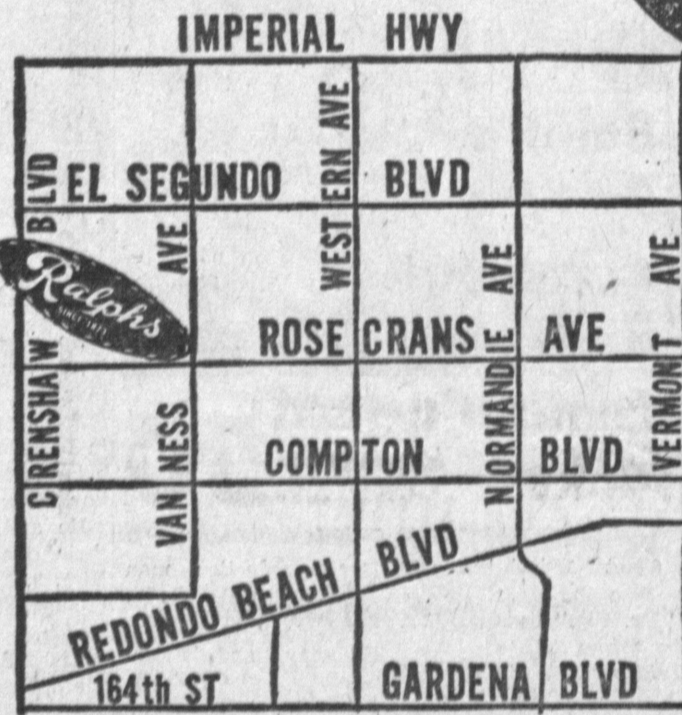 IMPERIAL HWY
CRENSHAW BLVD
EL SEGUNDO BLVD
WESTERN AVE
VAN NESS AVE
Ralphs
NORMANDIE AVE
VERMONT AVE
ROSECRANS AVE
COMPTON BLVD
REDONDO BEACH BLVD
164th ST
GARDENA BLVD